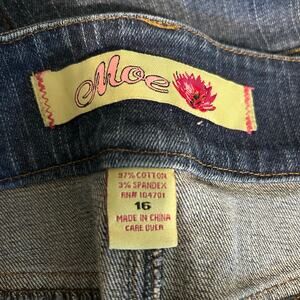 Moe
97% COTTON
3% SPANDEX
RN# 104701
16
MADE IN CHINA
CARE OVER